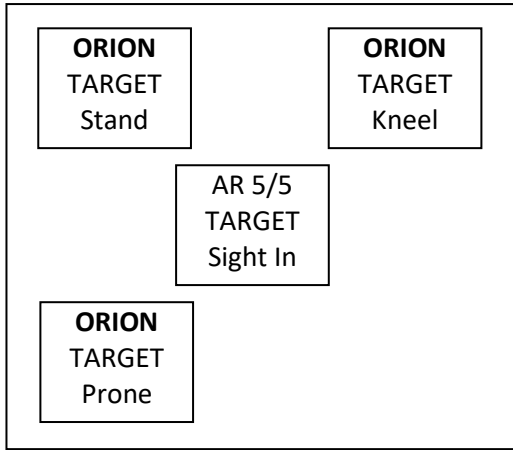 ORION
TARGET
Stand
ORION
TARGET
Kneel
AR 5/5
TARGET
Sight In
ORION
TARGET
Prone